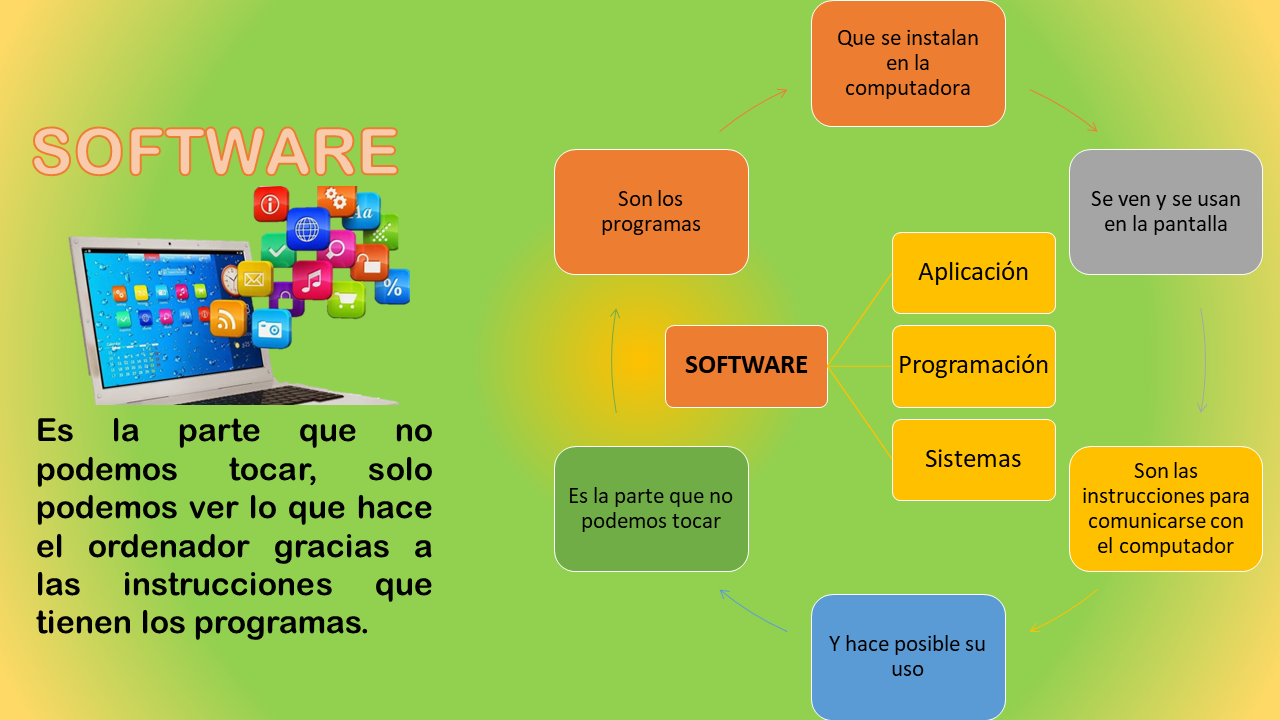 SOFTWARE
Es la parte que no
podemos tocar, solo
podemos ver lo que hace
el ordenador gracias a
las instrucciones que
tienen los programas.
Son los
programas
Que se instalan
en la
computadora
Se ven y se usan
en la pantalla
Son las
instrucciones para
comunicarse con
el computador
Y hace posible su
uso
Es la parte que no
podemos tocar
SOFTWARE
Aplicación
Programación
Sistemas
Aa
%